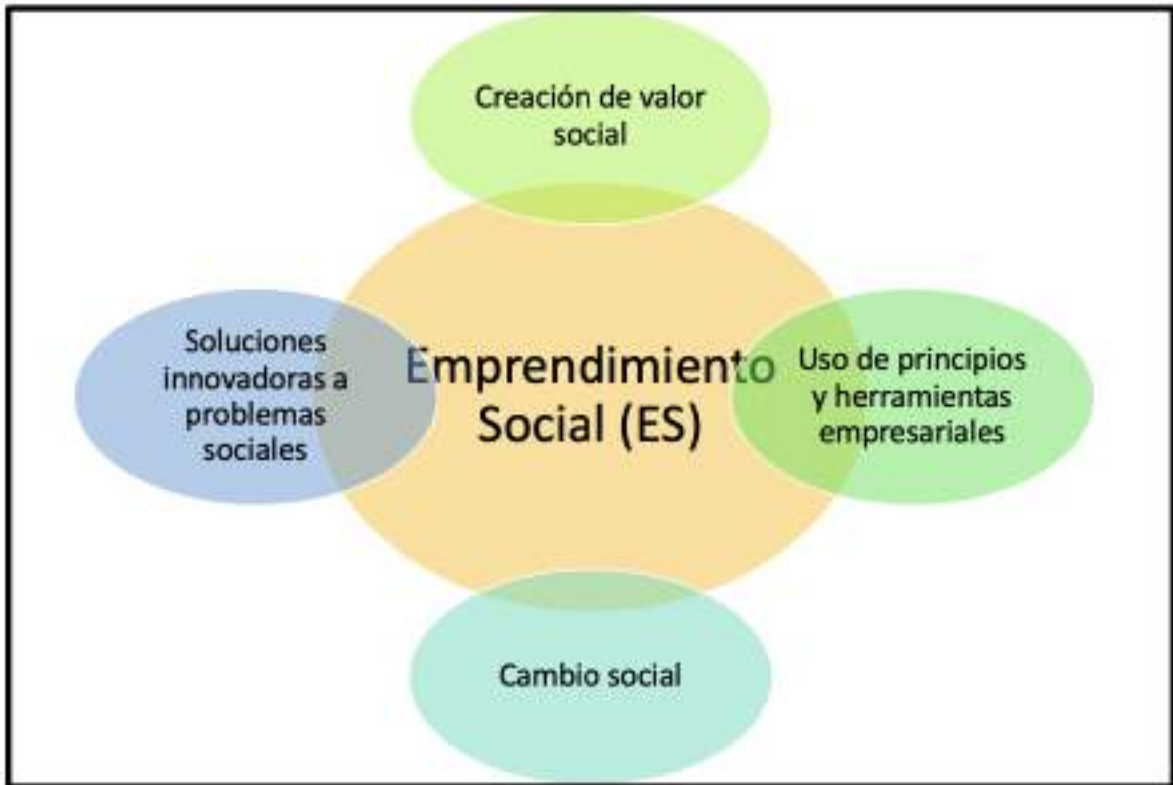 Creación de valor
social
Soluciones
innovadoras a
problemas
sociales
Emprendimiento
Social (ES)
Uso de principios
y herramientas
empresariales
Cambio social